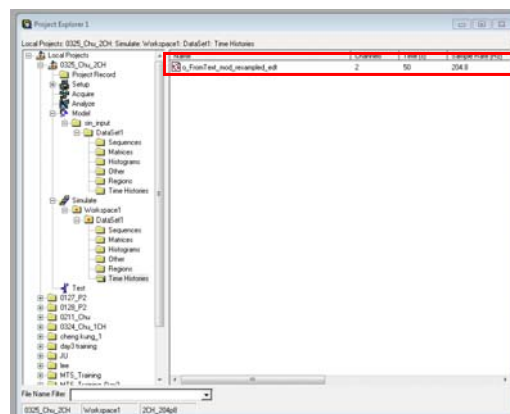 Project Explorer 1
Local Projects: 0325_Chu_2CH: Simulate: Workspace1: DataSet1: Time Histories
Local Projects
0325_Chu_2CH
Project Record
Setup
Acquire
Analyze
Model
sin_input
DataSet1
Sequences
Matrices
Histograms
Other
Regions
Time Histories
Simulate
Workspace1
DataSet1
Sequences
Matrices
Histograms
Other
Regions
Time Histories
Test
0127_P2
0128_P2
0211_Chu
0324_Chu_1CH
cheng kung_1
day3 training
JU
lee
MTS_Training
MTS_Training_Day2
Name Channels Time [s] Sample Rate [Hz]
o_FromText_mod_resampled_edt 2 50 204.8
File Name Filter:
0325_Chu_2CH Workspace1 2CH_204p8